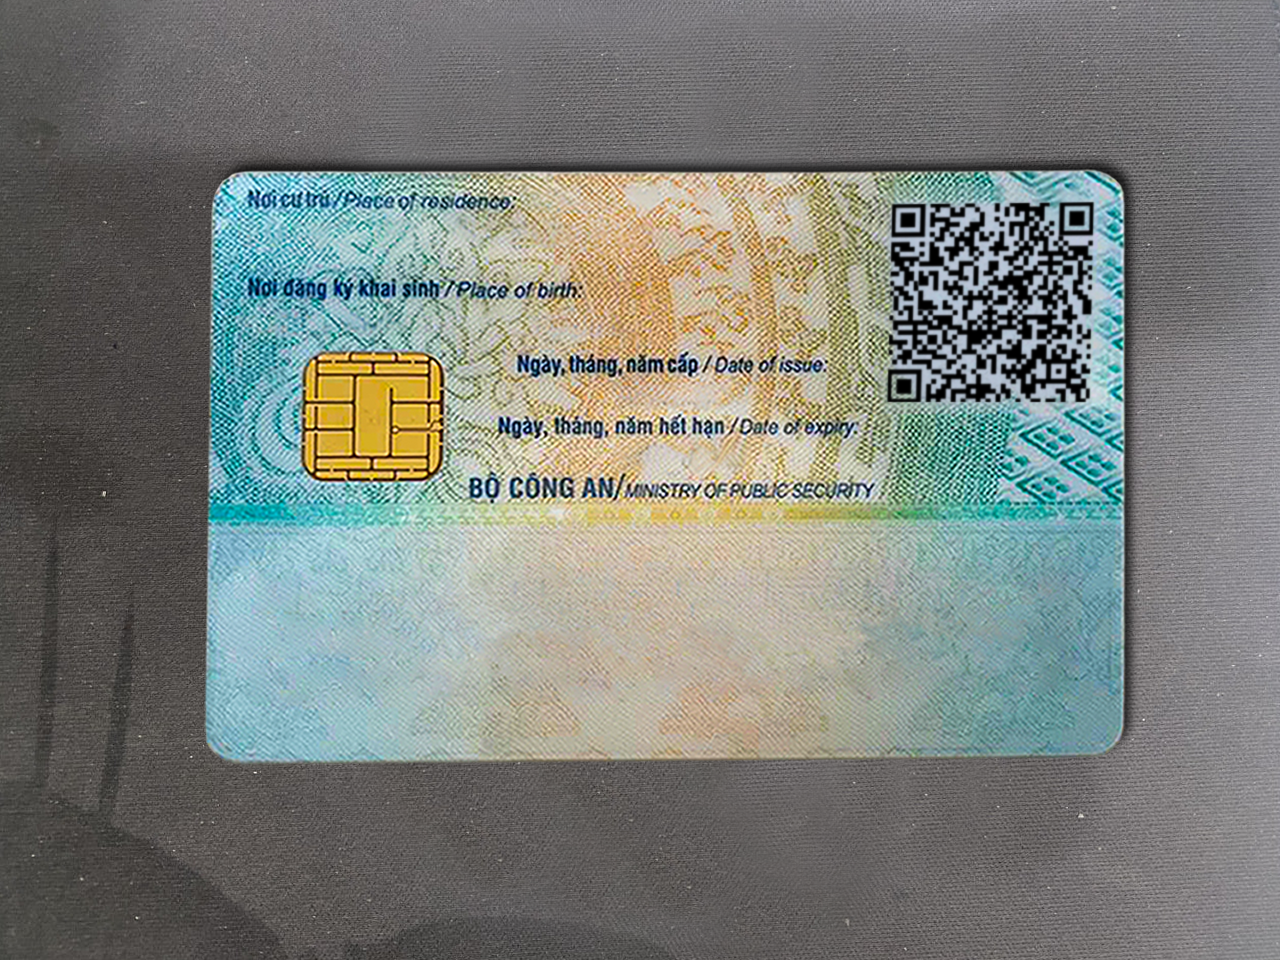 Nơi cư trú / Place of residence:
Nơi đăng ký khai sinh / Place of birth:
Ngày, tháng, năm cấp / Date of issue:
Ngày, tháng, năm hết hạn / Date of expiry:
BỘ CÔNG AN/MINISTRY OF PUBLIC SECURITY